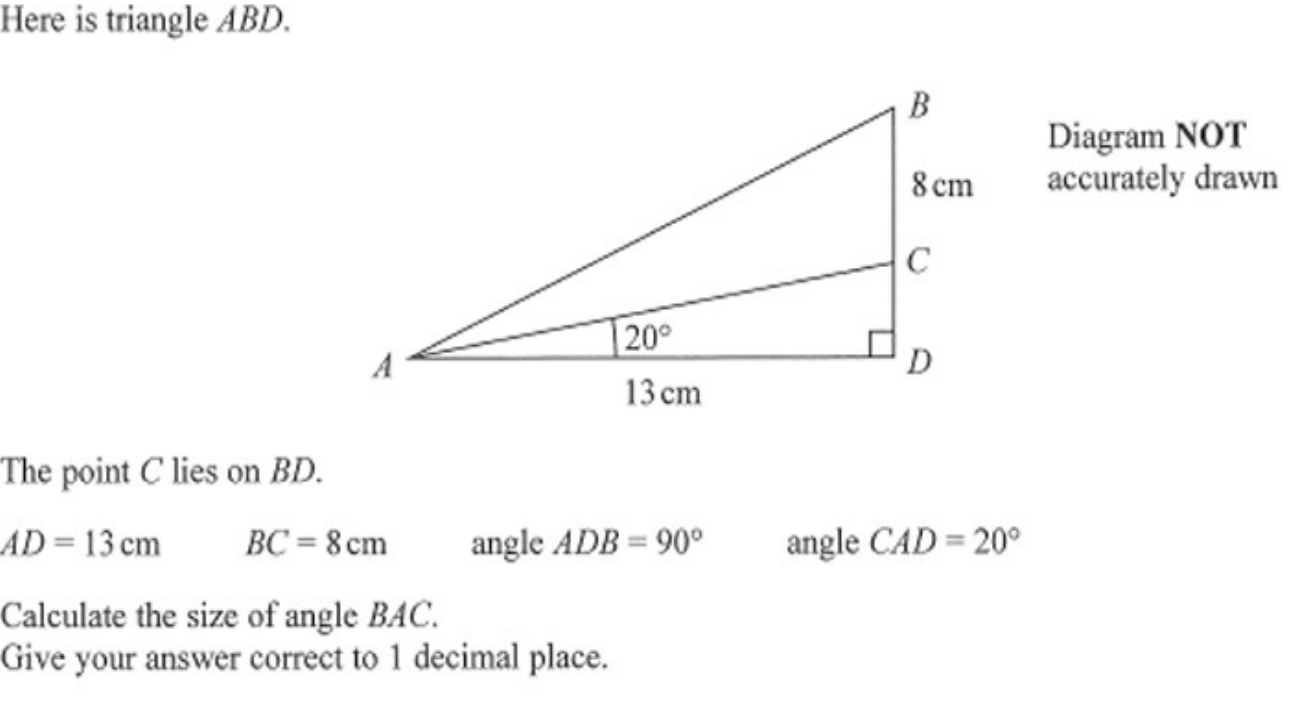 Here is triangle ABD.
B
Diagram NOT
8 cm
accurately drawn
C
20°
A
D
13 cm
The point C lies on BD.
AD = 13 cm BC = 8 cm angle ADB = 90° angle CAD = 20°
Calculate the size of angle BAC.
Give your answer correct to 1 decimal place.